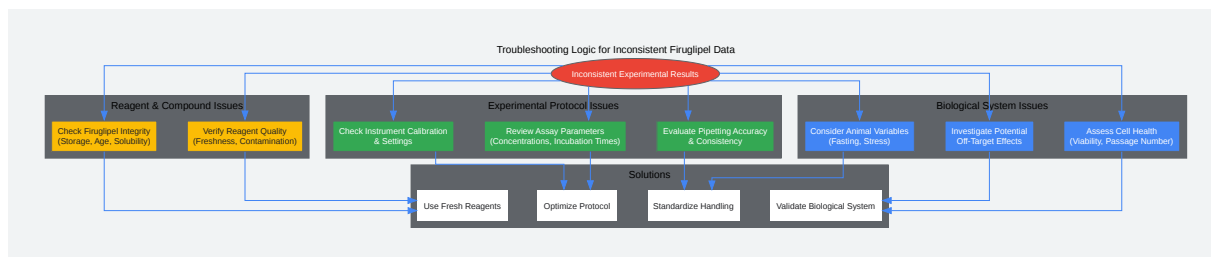 Troubleshooting Logic for Inconsistent Firuglipel Data
Inconsistent Experimental Results
Reagent & Compound Issues
Experimental Protocol Issues
Biological System Issues
Check Firuglipel Integrity
(Storage, Age, Solubility)
Verify Reagent Quality
(Freshness, Contamination)
Check Instrument Calibration
& Settings
Review Assay Parameters
(Concentrations, Incubation Times)
Evaluate Pipetting Accuracy
& Consistency
Consider Animal Variables
(Fasting, Stress)
Investigate Potential
Off-Target Effects
Assess Cell Health
(Viability, Passage Number)
Solutions
Use Fresh Reagents
Optimize Protocol
Standardize Handling
Validate Biological System